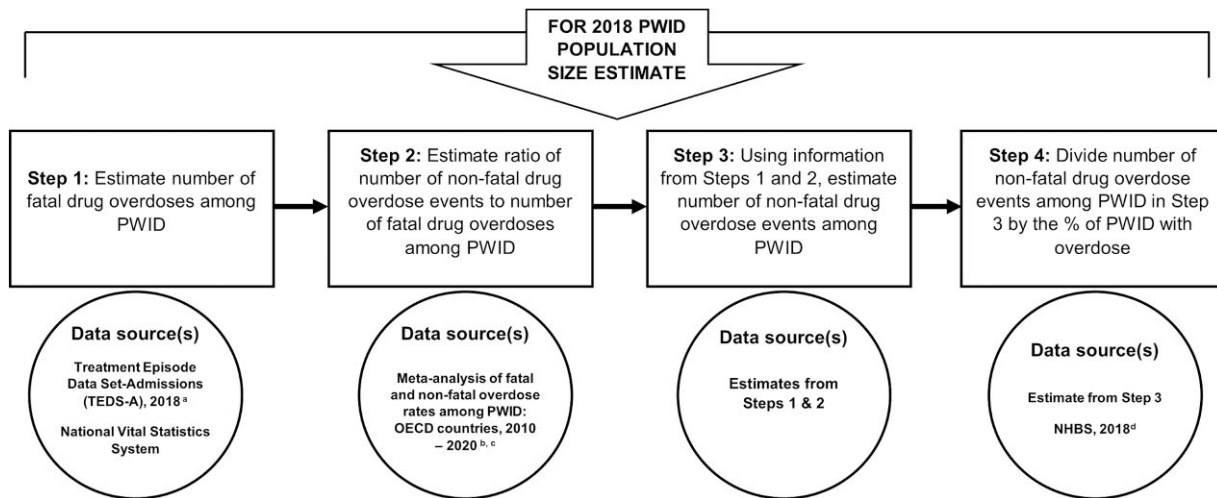 FOR 2018 PWID
POPULATION
SIZE ESTIMATE
Step 1: Estimate number of
fatal drug overdoses among
PWID
Step 2: Estimate ratio of
number of non-fatal drug
overdose events to number
of fatal drug overdoses
among PWID
Step 3: Using information
from Steps 1 and 2, estimate
number of non-fatal drug
overdose events among
PWID
Step 4: Divide number of
non-fatal drug overdose
events among PWID in Step
3 by the % of PWID with
overdose
Data source(s)
Treatment Episode
Data Set-Admissions
(TEDS-A), 2018 a
National Vital Statistics
System
Data source(s)
Meta-analysis of fatal
and non-fatal overdose
rates among PWID:
OECD countries, 2010
– 2020 b, c
Data source(s)
Estimates from
Steps 1 & 2
Data source(s)
Estimate from Step 3
NHBS, 2018d